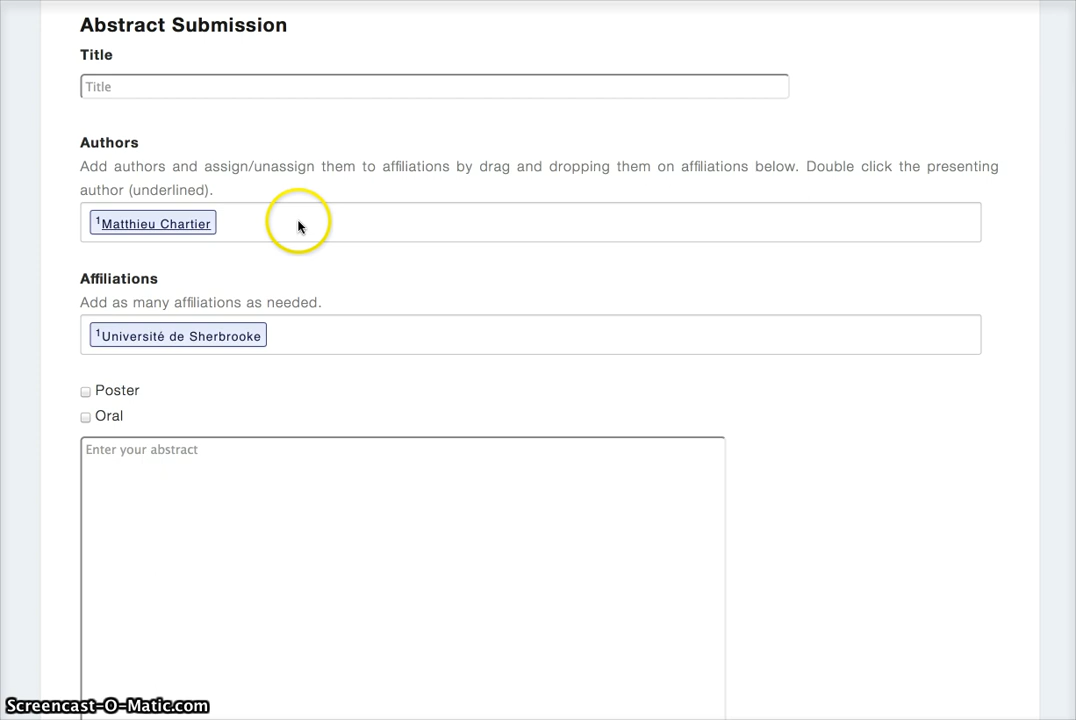 Abstract Submission
Title
Title
Authors
Add authors and assign/unassign them to affiliations by drag and dropping them on affiliations below. Double click the presenting
author (underlined).
1Matthieu Chartier
Affiliations
Add as many affiliations as needed.
1Université de Sherbrooke
Poster
Oral
Enter your abstract
Screencast-O-Matic.com